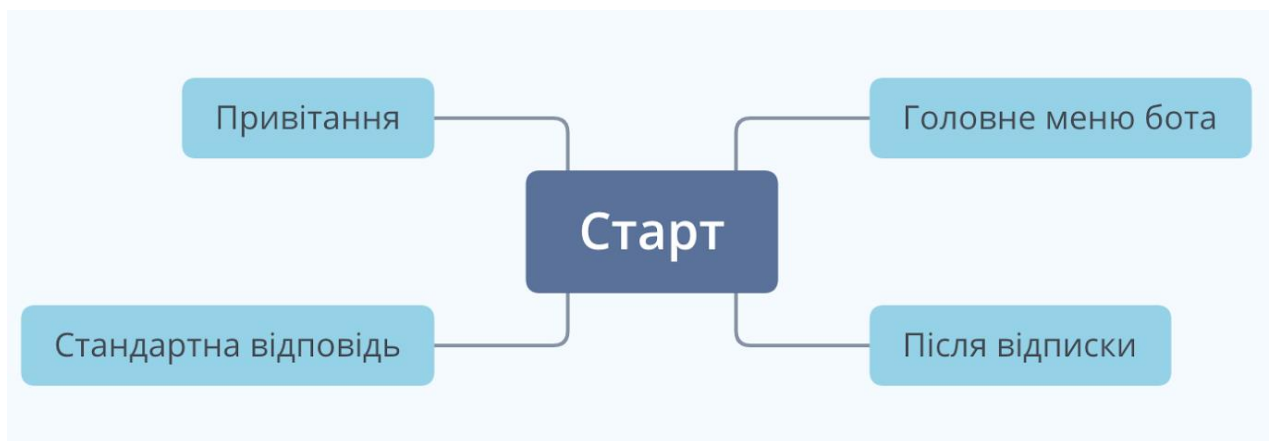 Привітання
Головне меню бота
Старт
Стандартна відповідь
Після відписки